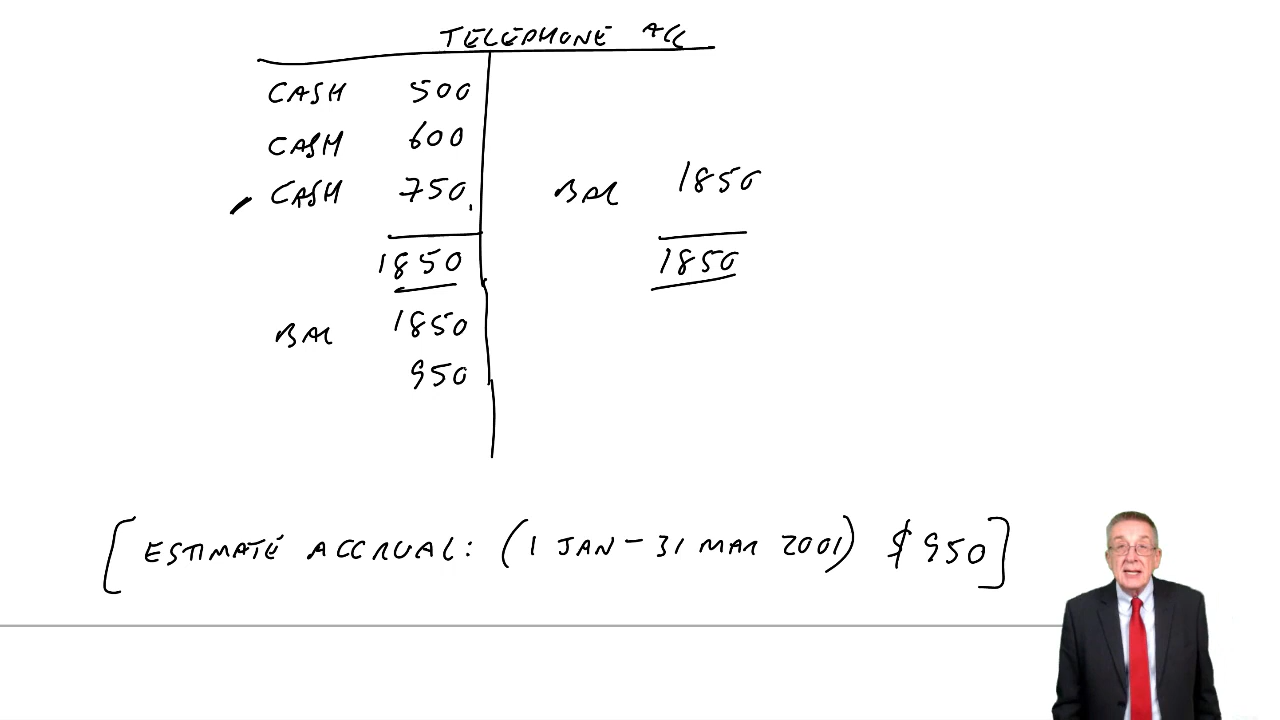 TELEPHONE A/C
CASH 500
CASH 600
CASH 750 BAL 1850
1850 1850
BAL 1850
950
[ESTIMATE ACCRUAL: (1 JAN - 31 MAR 2001) $950]